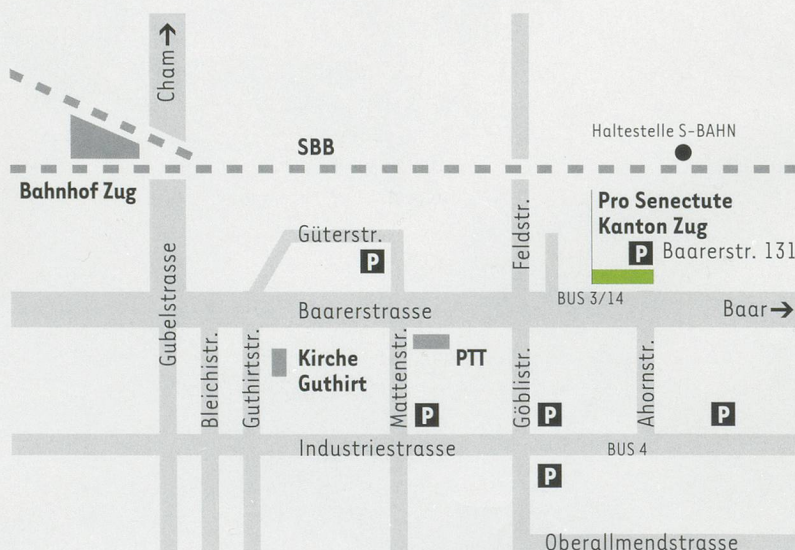 Cham
Haltestelle S-BAHN
SBB
Bahnhof Zug
Pro Senectute
Kanton Zug
P Baarerstr. 131
Güterstr.
P
Feldstr.
Gubelstrasse
BUS 3/14
Baarerstrasse
Baar
Bleichistr.
Guthirtstr.
Kirche
Guthirt
Mattenstr.
PTT
Göblistr.
Ahornstr.
P
P
P
Industriestrasse
BUS 4
P
Oberallmendstrasse